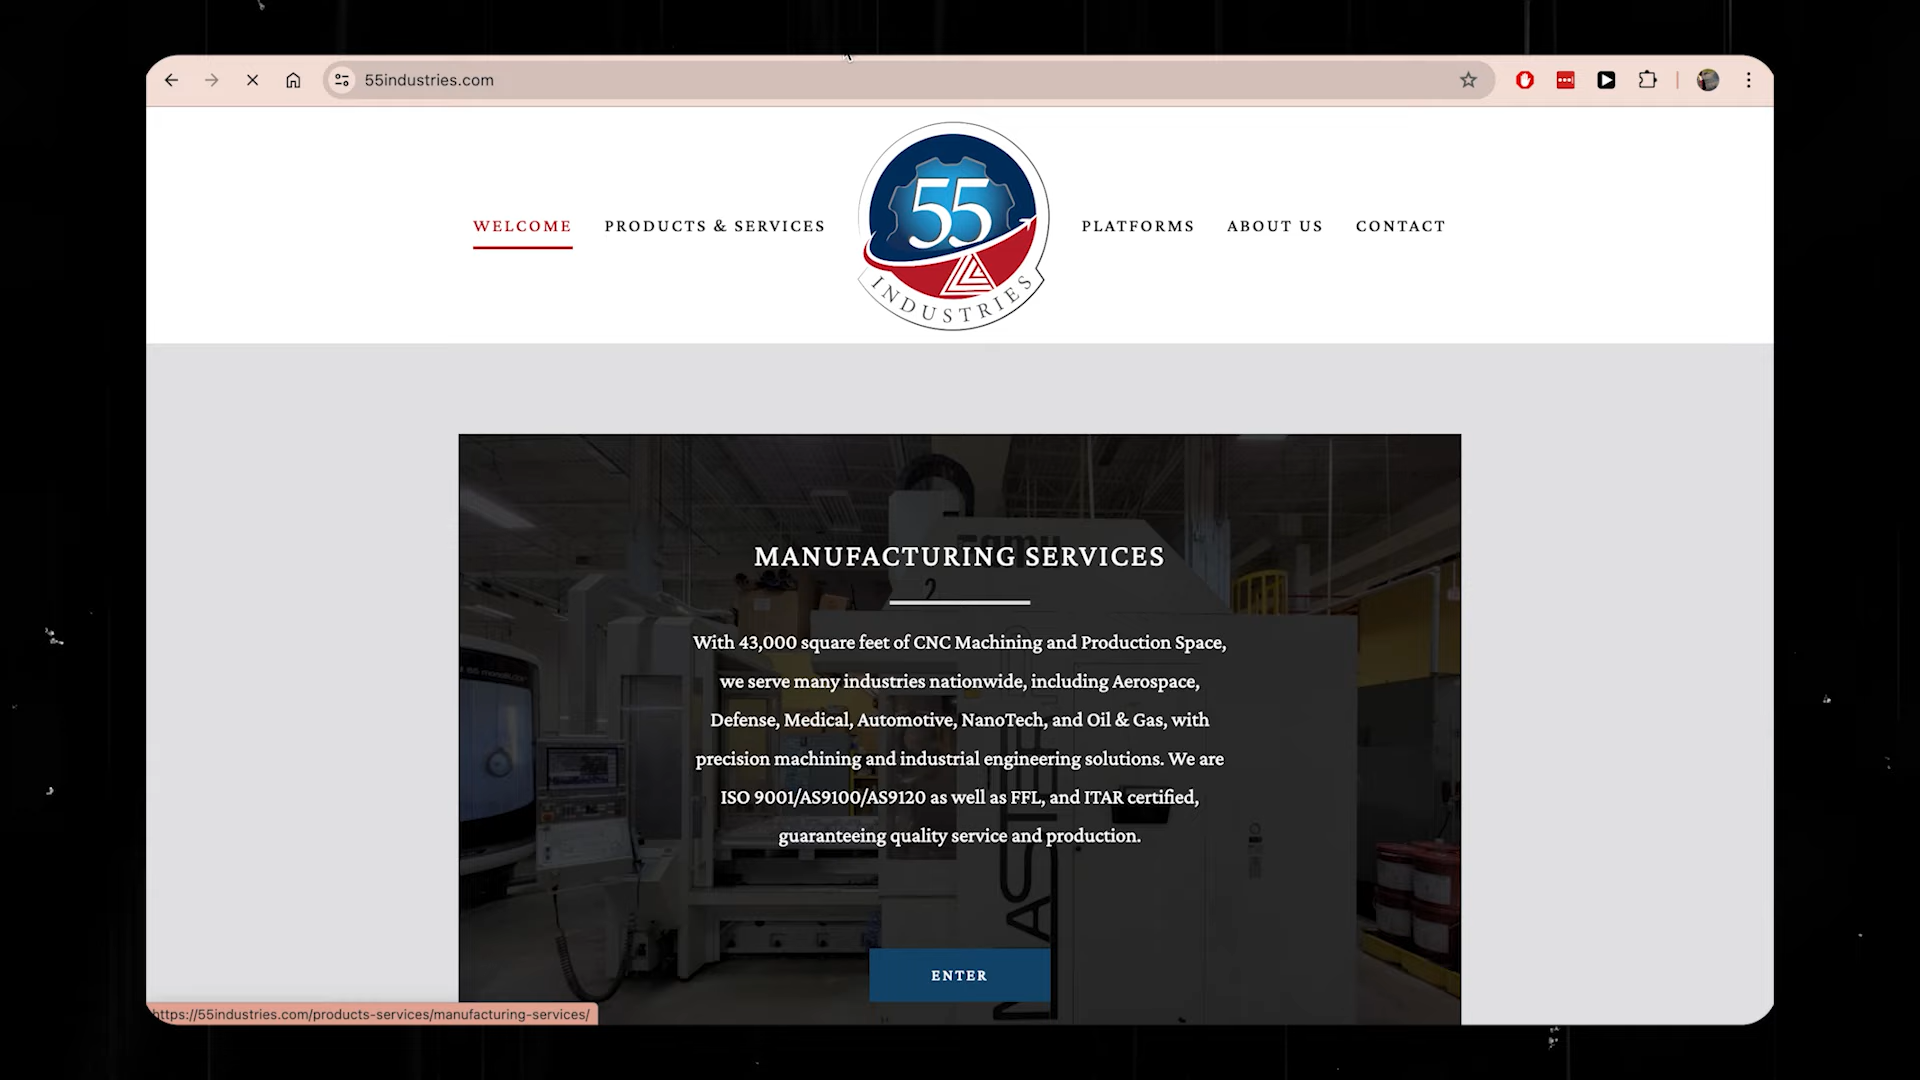 55industries.com
WELCOME
PRODUCTS & SERVICES
55
INDUSTRIES
PLATFORMS
ABOUT US
CONTACT
MANUFACTURING SERVICES
2
With 43,000 square feet of CNC Machining and Production Space,
we serve many industries nationwide, including Aerospace,
Defense, Medical, Automotive, NanoTech, and Oil & Gas, with
precision machining and industrial engineering solutions. We are
ISO 9001/AS9100/AS9120 as well as FFL, and ITAR certified,
guaranteeing quality service and production.
ENTER
https://55industries.com/products-services/manufacturing-services/